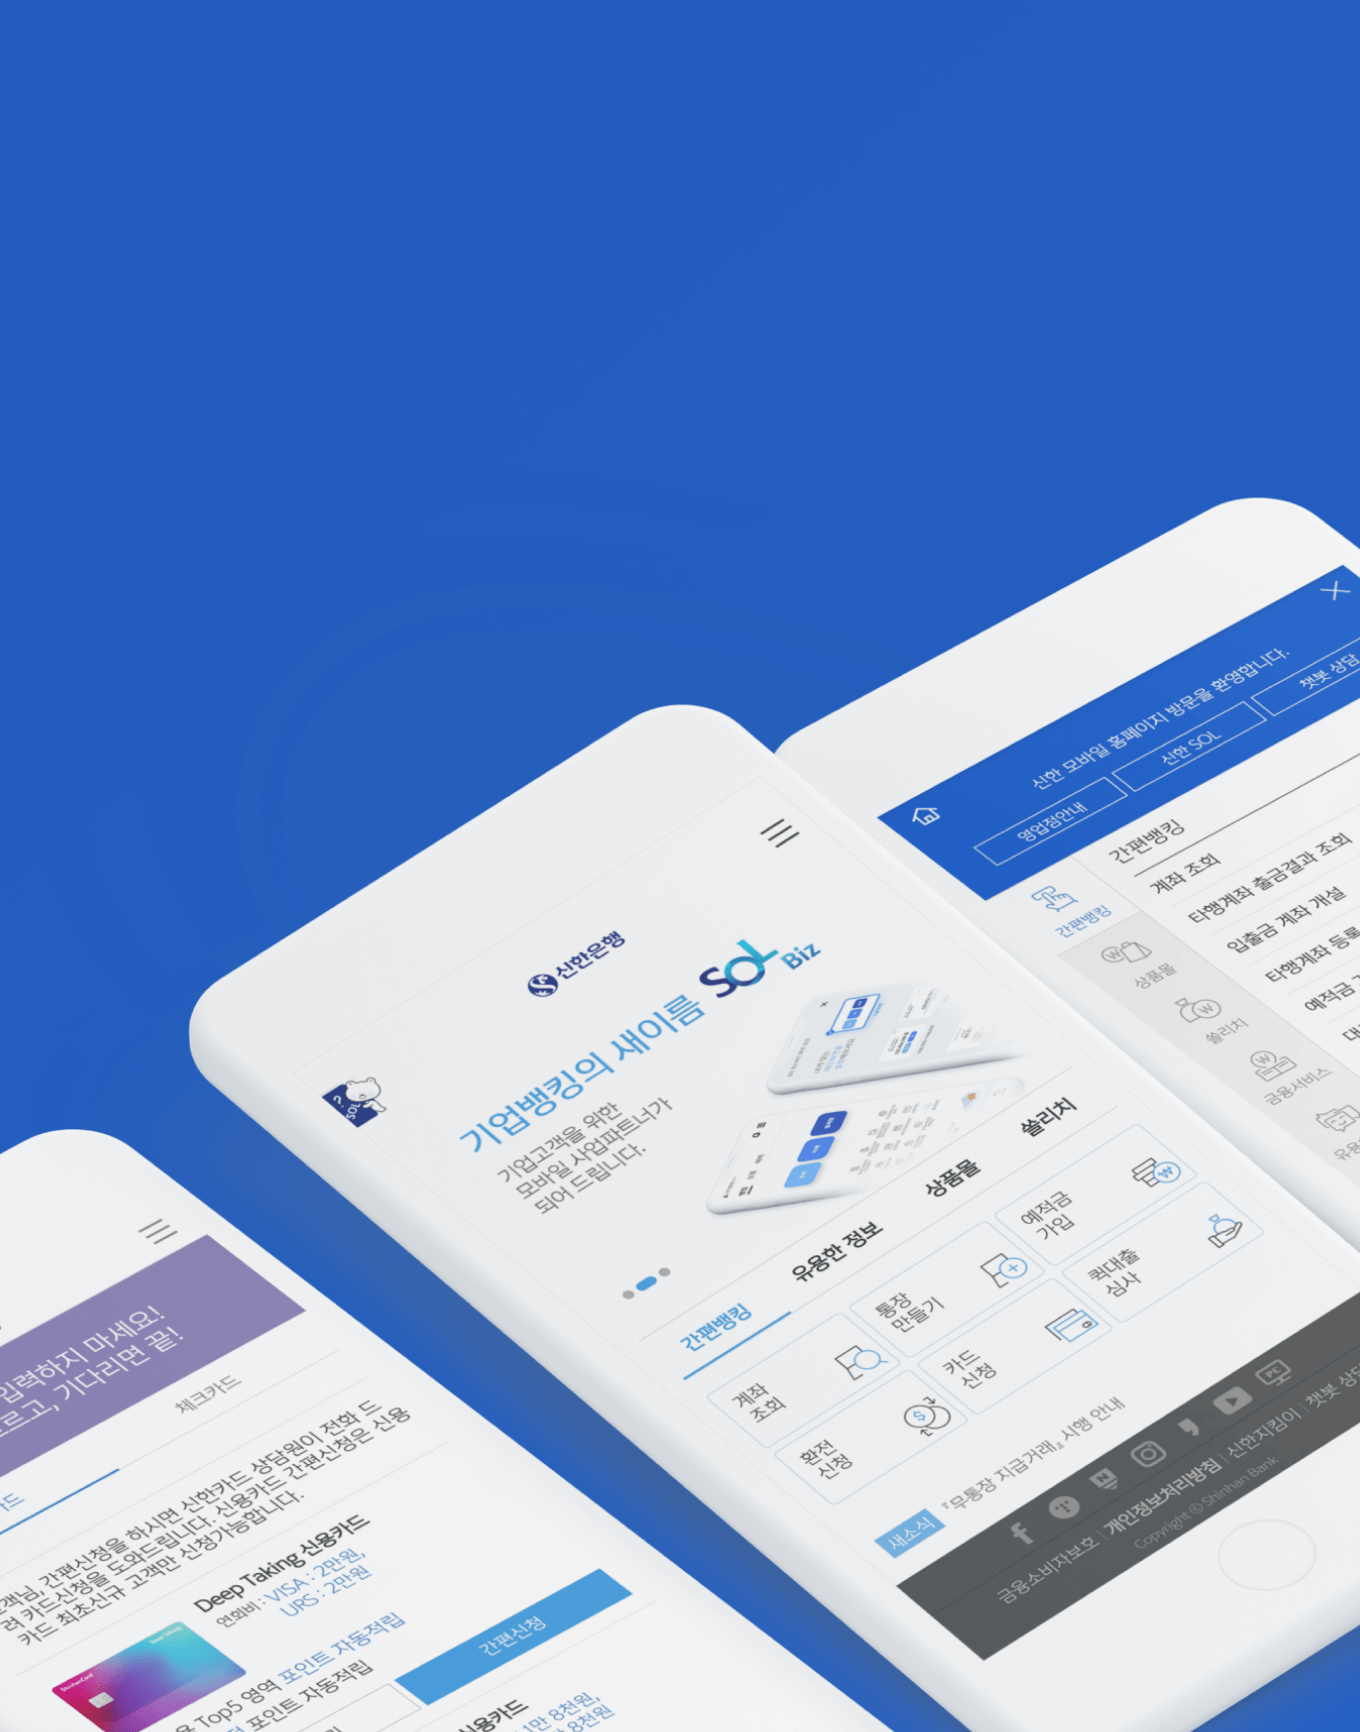 신한 모바일 홈페이지 방문을 환영합니다.
영업점안내
신한 SOL
챗봇 상담
간편뱅킹
상품몰
쏠리치
금융서비스
간편뱅킹
계좌 조회
타행계좌 출금결과 조회
입출금 계좌 개설
타행계좌 등록
예적금
신한은행
?.
SOL
기업뱅킹의 새이름 SOL Biz
기업고객을 위한
모바일 사업파트너가
되어 드립니다.
간편뱅킹
유용한 정보
상품몰
쏠리치
계좌
조회
통장
만들기
예적금
가입
환전
신청
카드
신청
퀵대출
심사
새소식 『무통장 지급거래』 시행 안내
PC
금융소비자보호 | 개인정보처리방침 | 신한지킴이 | 챗봇 상담
Copyright © Shinhan Bank
입력하지 마세요!
르고, 기다리면 끝!
체크카드
객님, 간편신청을 하시면 신한카드 상담원이 전화 드
려 카드신청을 도와드립니다. 신용카드 간편신청은 신용
카드 최초신규 고객만 신청가능합니다.
ShinhanCard
Deep Taking
Deep Taking 신용카드
연회비 : VISA : 2만원,
URS : 2만원
Top5 영역 포인트 자동적립
포인트 자동적립
간편신청
신용카드
1만 8천원,
8천원